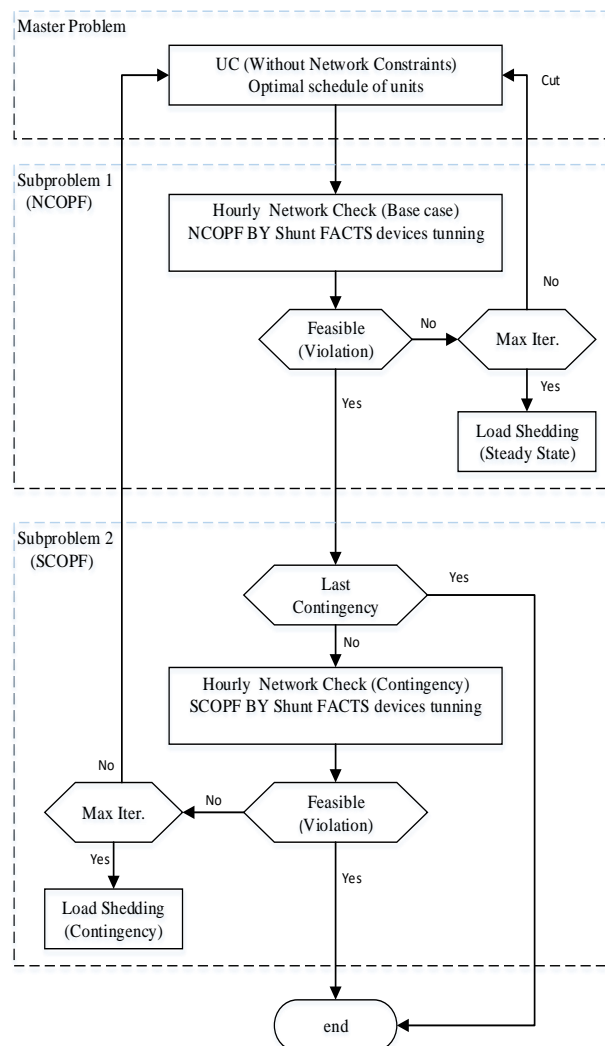 Master Problem
UC (Without Network Constraints)
Optimal schedule of units
Cut
Subproblem 1
(NCOPF)
Hourly Network Check (Base case)
NCOPF BY Shunt FACTS devices tunning
No
Feasible
(Violation)
No
Max Iter.
Yes
Yes
Load Shedding
(Steady State)
Subproblem 2
(SCOPF)
Last
Contingency
Yes
No
Hourly Network Check (Contingency)
SCOPF BY Shunt FACTS devices tunning
No
Max Iter.
No
Feasible
(Violation)
Yes
Yes
Load Shedding
(Contingency)
end